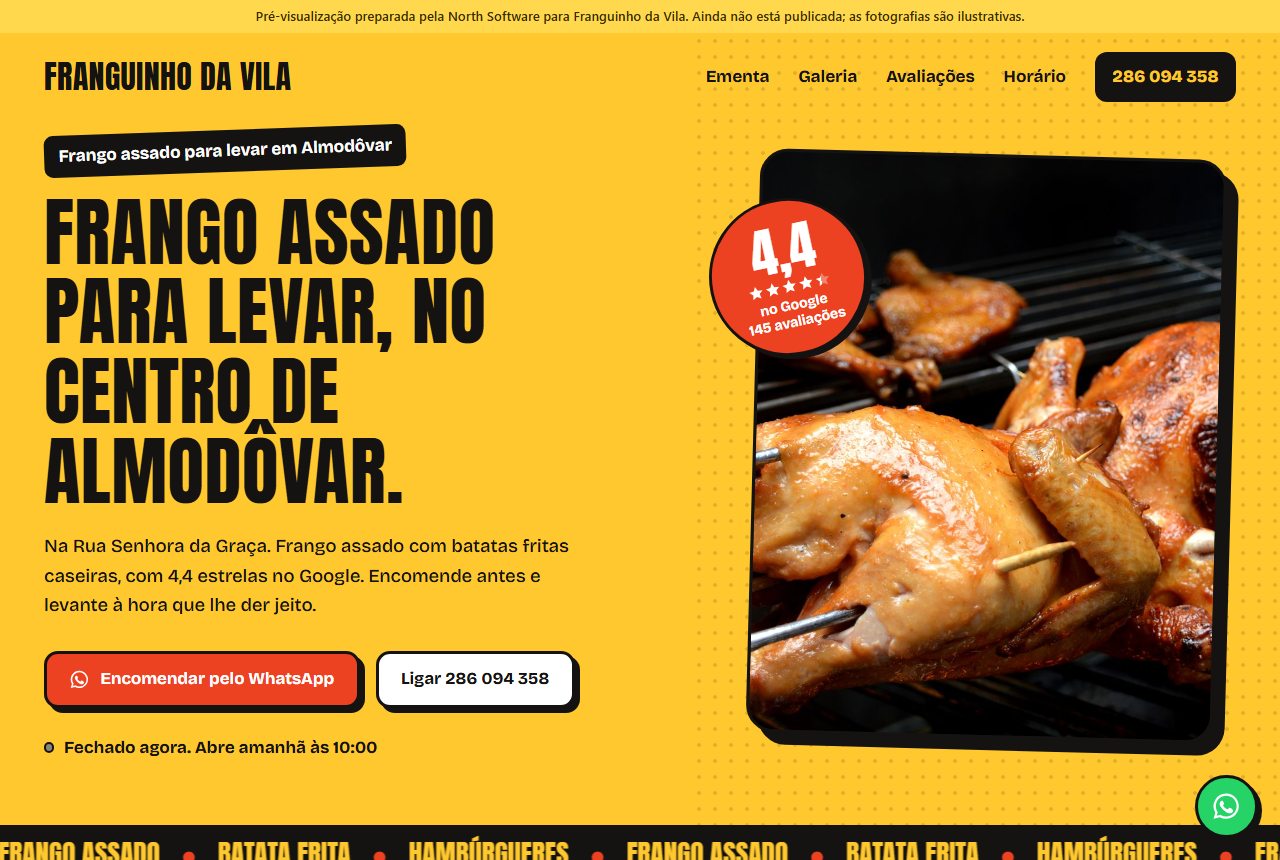 Pré-visualização preparada pela North Software para Franguinho da Vila. Ainda não está publicada; as fotografias são ilustrativas.
FRANGUINHO DA VILA
Ementa Galeria Avaliações Horário 286 094 358
Frango assado para levar em Almodôvar
FRANGO ASSADO
PARA LEVAR, NO
CENTRO DE
ALMODÔVAR.
4,4
no Google
145 avaliações
Na Rua Senhora da Graça. Frango assado com batatas fritas
caseiras, com 4,4 estrelas no Google. Encomende antes e
levante à hora que lhe der jeito.
Encomendar pelo WhatsApp Ligar 286 094 358
Fechado agora. Abre amanhã às 10:00
FRANGO ASSADO BATATA FRITA HAMBÚRGUERES FRANGO ASSADO BATATA FRITA HAMBÚRGUERES FR